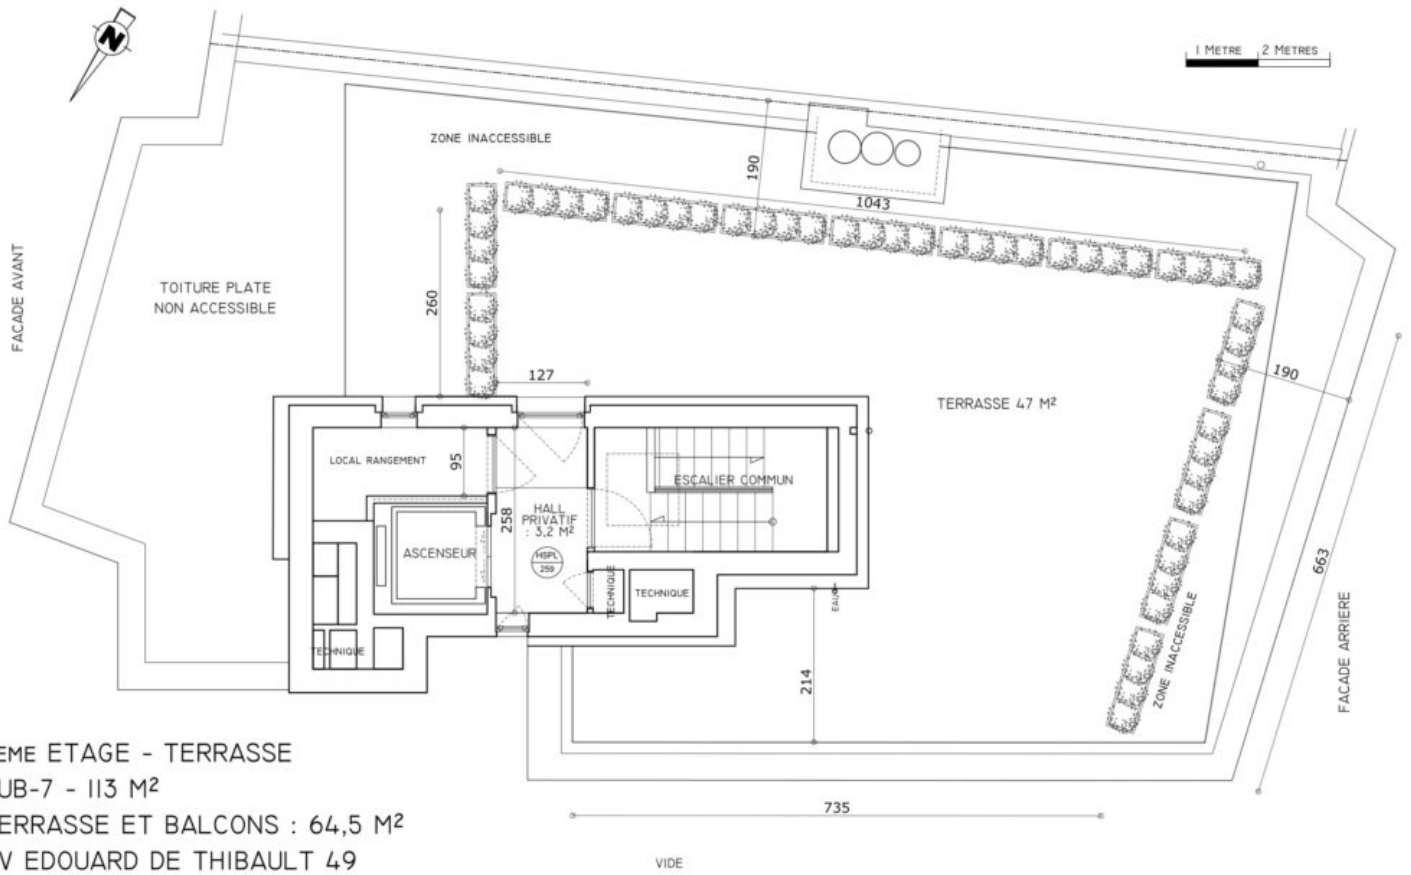 N
1 METRE 2 METRES
ZONE INACCESSIBLE
190
1043
FACADE AVANT
TOITURE PLATE
NON ACCESSIBLE
260
127
190
TERRASSE 47 M²
LOCAL RANGEMENT
95
ESCALIER COMMUN
258
HALL
PRIVATIF
: 3,2 M²
ASCENSEUR
HSPL
259
663
TECHNIQUE
TECHNIQUE
EAU
TECHNIQUE
ZONE INACCESSIBLE
FACADE ARRIERE
214
EME ETAGE - TERRASSE
UB-7 - 113 M²
ERRASSE ET BALCONS : 64,5 M²
V EDOUARD DE THIBAULT 49
735
VIDE